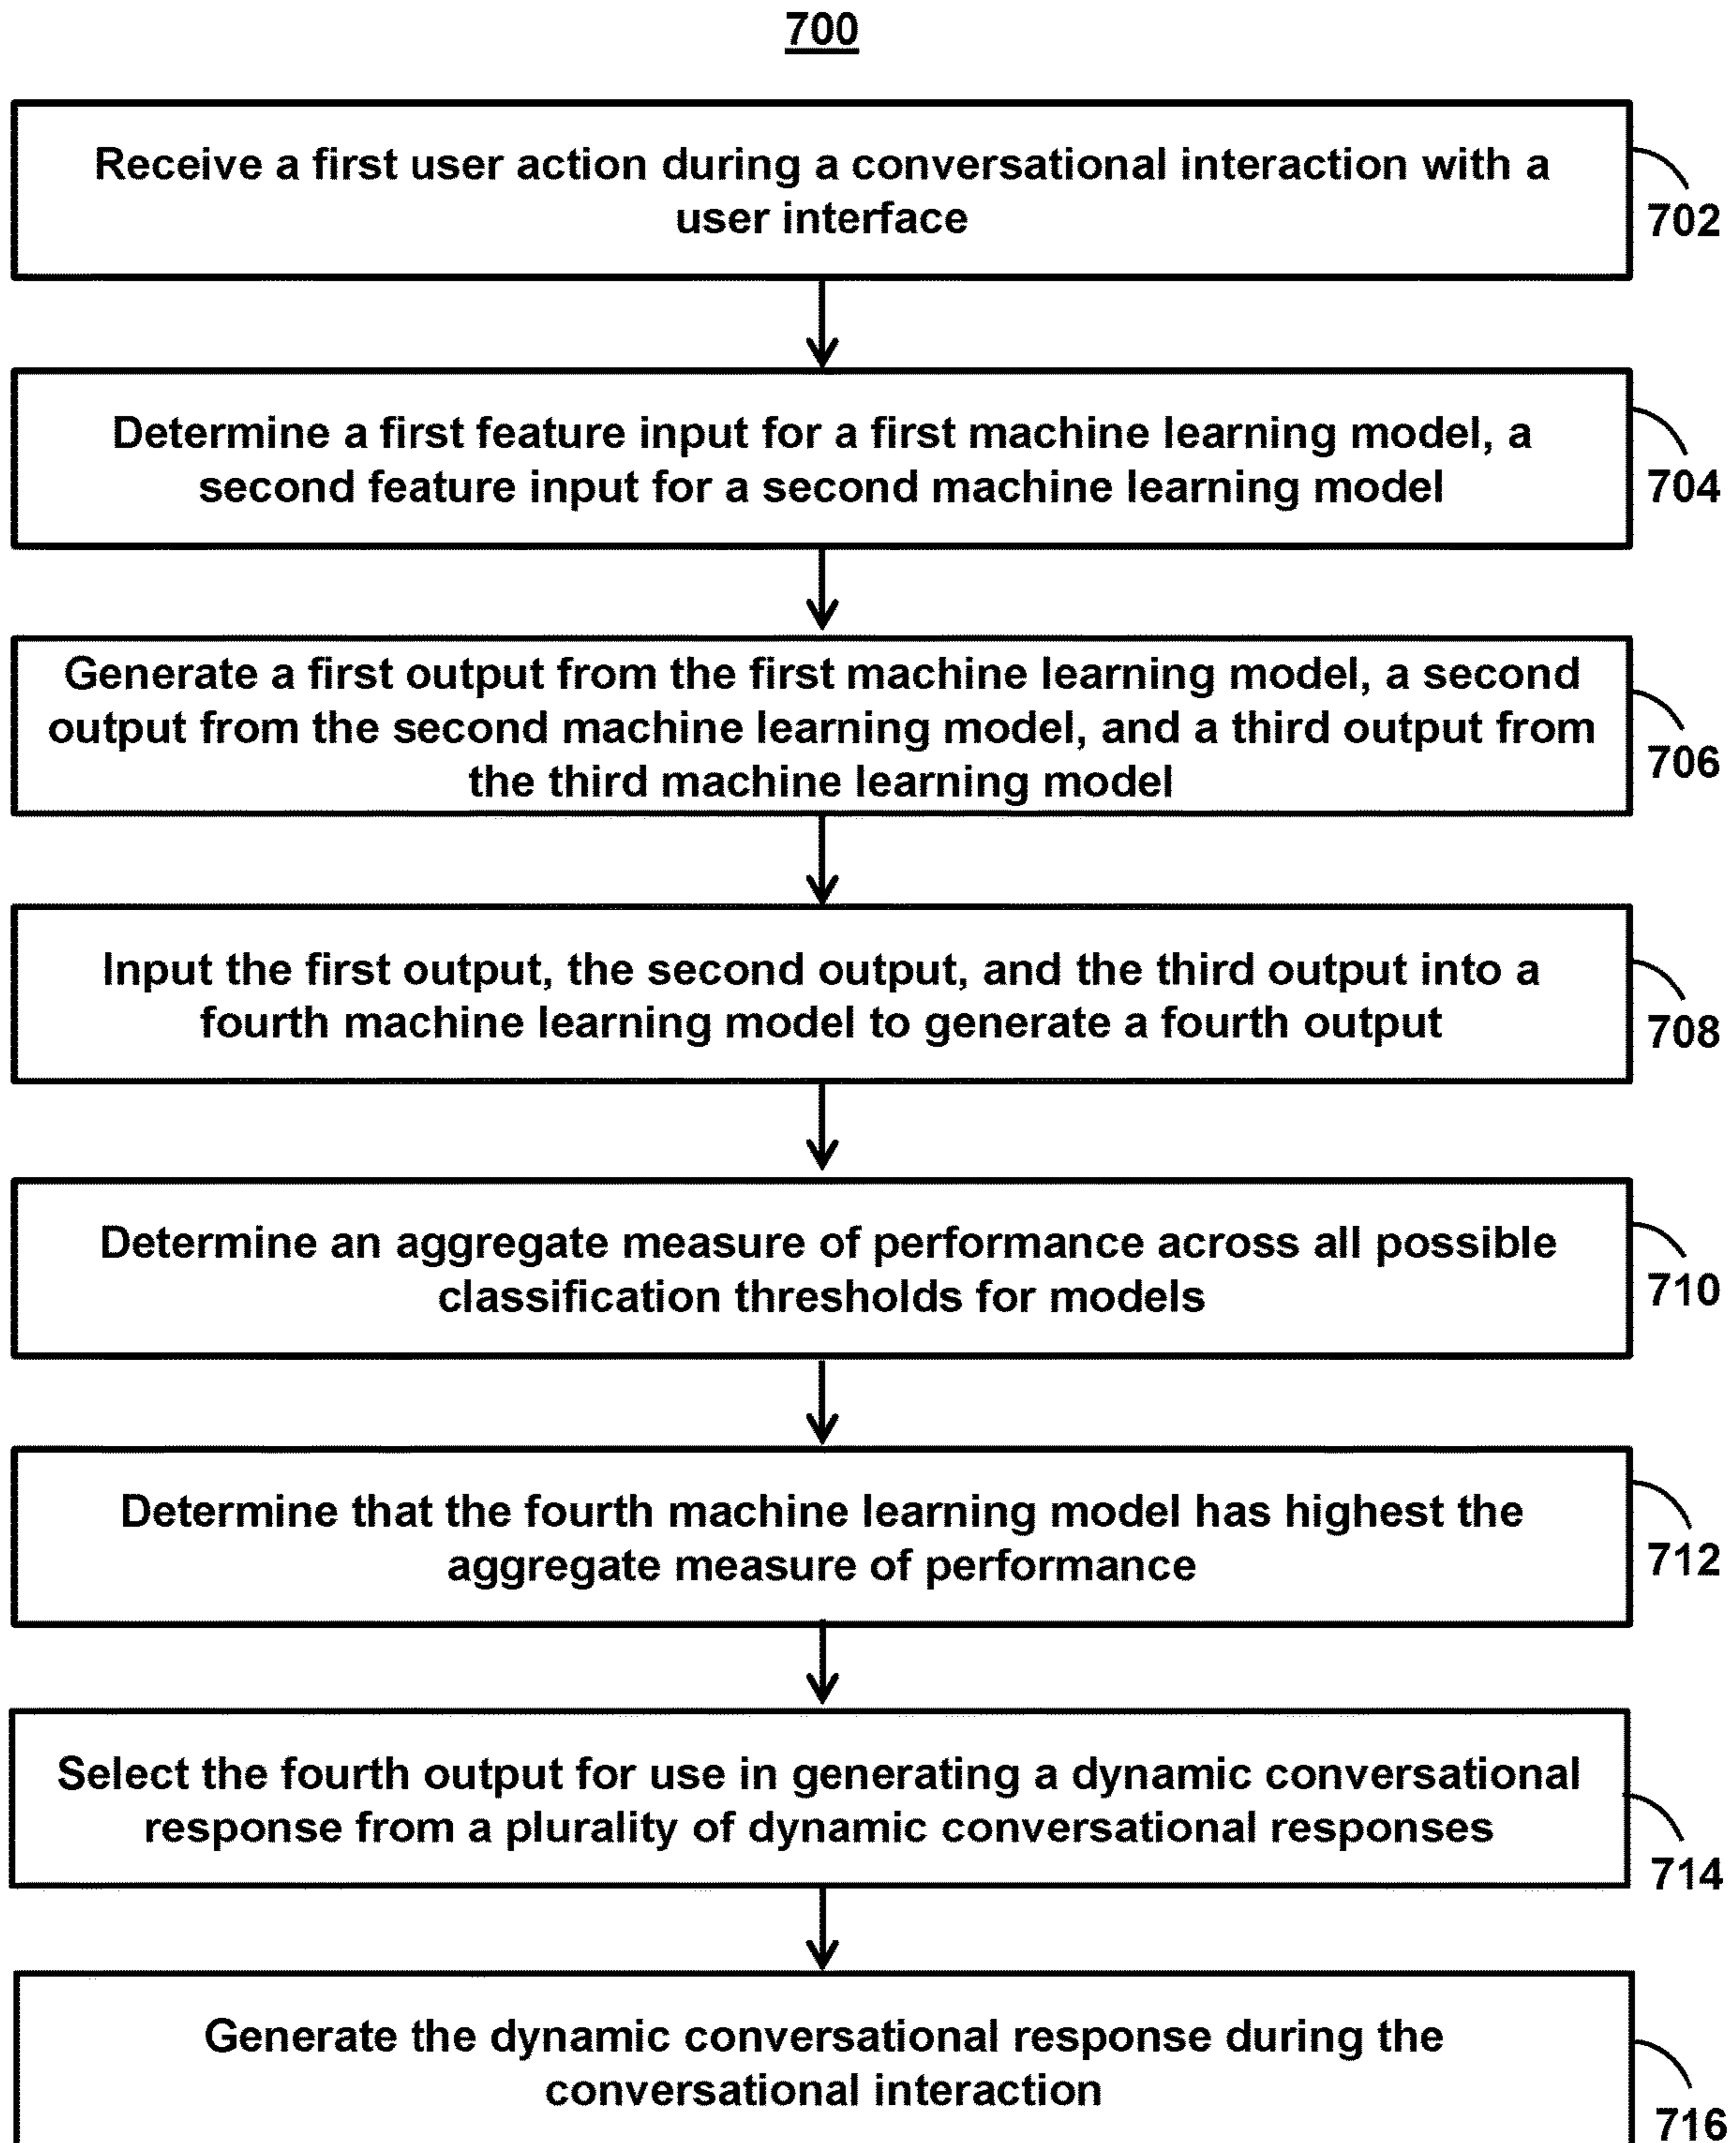 700
Receive a first user action during a conversational interaction with a
user interface
702
Determine a first feature input for a first machine learning model, a
second feature input for a second machine learning model
704
Generate a first output from the first machine learning model, a second
output from the second machine learning model, and a third output from
the third machine learning model
706
Input the first output, the second output, and the third output into a
fourth machine learning model to generate a fourth output
708
Determine an aggregate measure of performance across all possible
classification thresholds for models
710
Determine that the fourth machine learning model has highest the
aggregate measure of performance
712
Select the fourth output for use in generating a dynamic conversational
response from a plurality of dynamic conversational responses
714
Generate the dynamic conversational response during the
conversational interaction
716